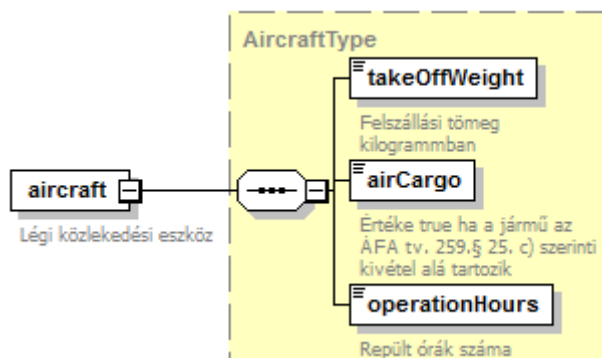 AircraftType
takeOffWeight
Felszállási tömeg
kilogrammban
aircraft
Légi közlekedési eszköz
airCargo
Értéke true ha a jármű az
ÁFA tv. 259.§ 25. c) szerinti
kivétel alá tartozik
operationHours
Repült órák száma